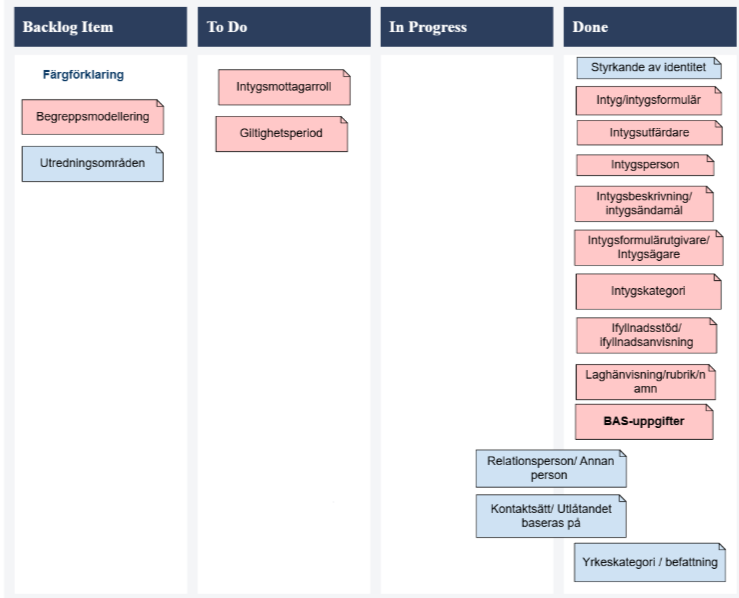 Backlog Item
To Do
In Progress
Done
Färgförklaring
Begreppsmodellering
Utredningsområden
Intygsmottagarroll
Giltighetsperiod
Styrkande av identitet
Intyg/intygsformulär
Intygsutfärdare
Intygsperson
Intygsbeskrivning/
intygsändamål
Intygsformulärutgivare/
Intygsägare
Intygskategori
Ifyllnadsstöd/
ifyllnadsanvisning
Laghänvisning/rubrik/n
amn
BAS-uppgifter
Relationsperson/ Annan
person
Kontaktsätt/ Utlåtandet
baseras på
Yrkeskategori / befattning